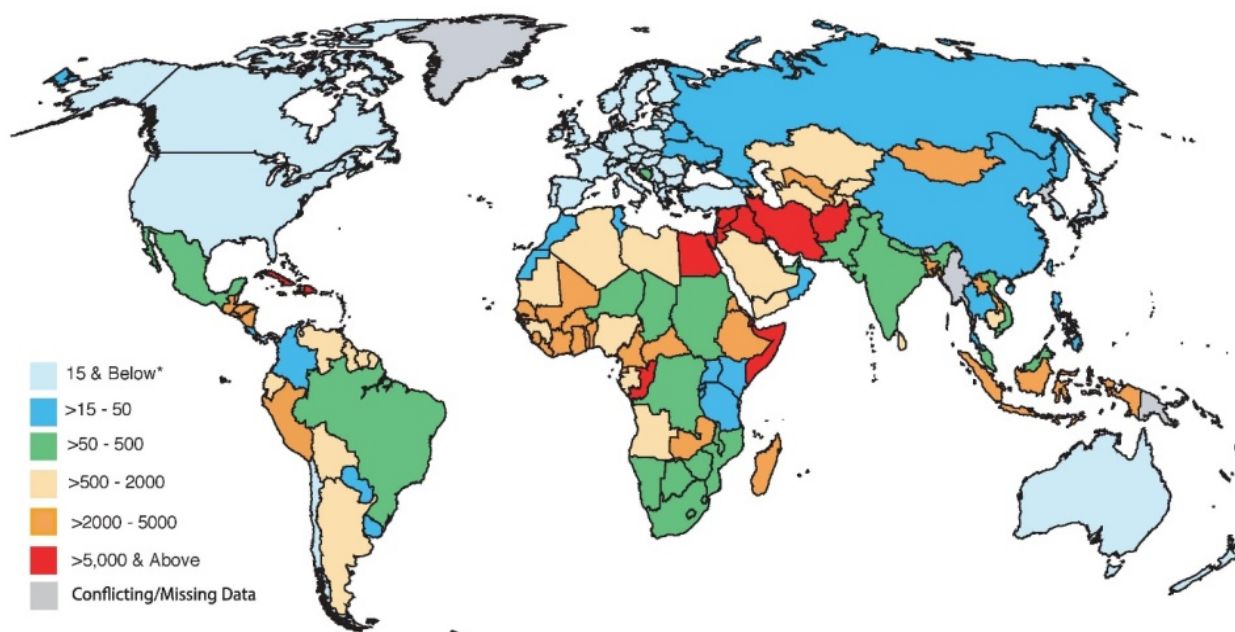 15 & Below*
>15 - 50
>50 - 500
>500 - 2000
>2000 - 5000
>5,000 & Above
Conflicting/Missing Data